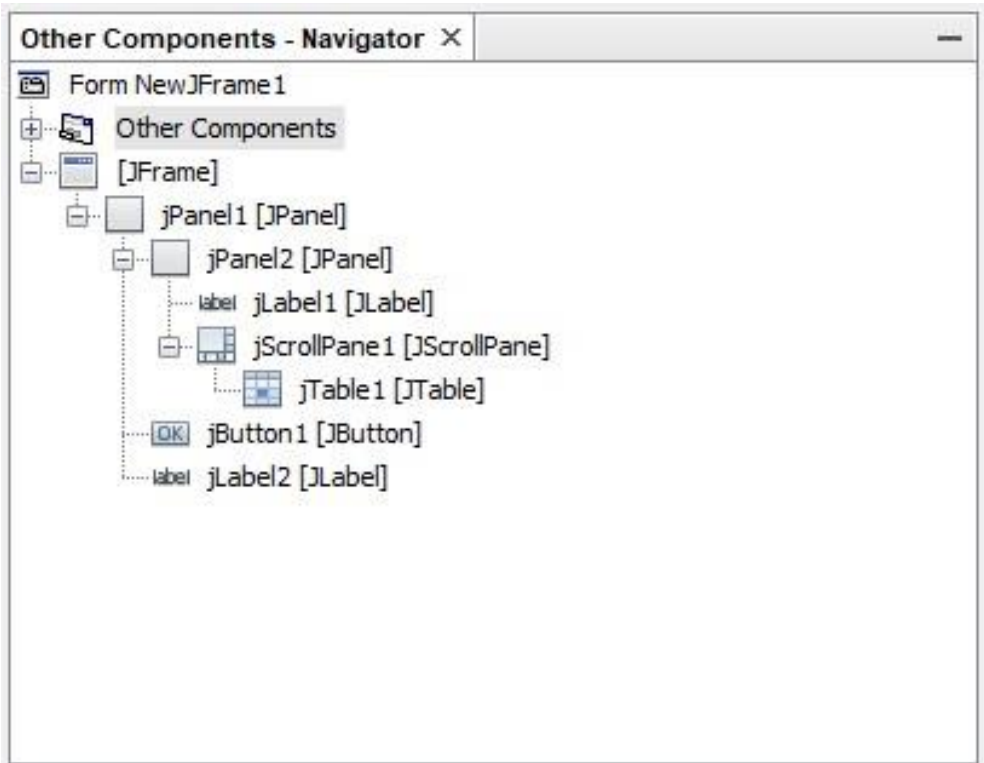 Other Components - Navigator ×
Form NewJFrame1
Other Components
[JFrame]
jPanel1 [JPanel]
jPanel2 [JPanel]
label jLabel1 [JLabel]
jScrollPane1 [JScrollPane]
jTable1 [JTable]
OK jButton1 [JButton]
label jLabel2 [JLabel]